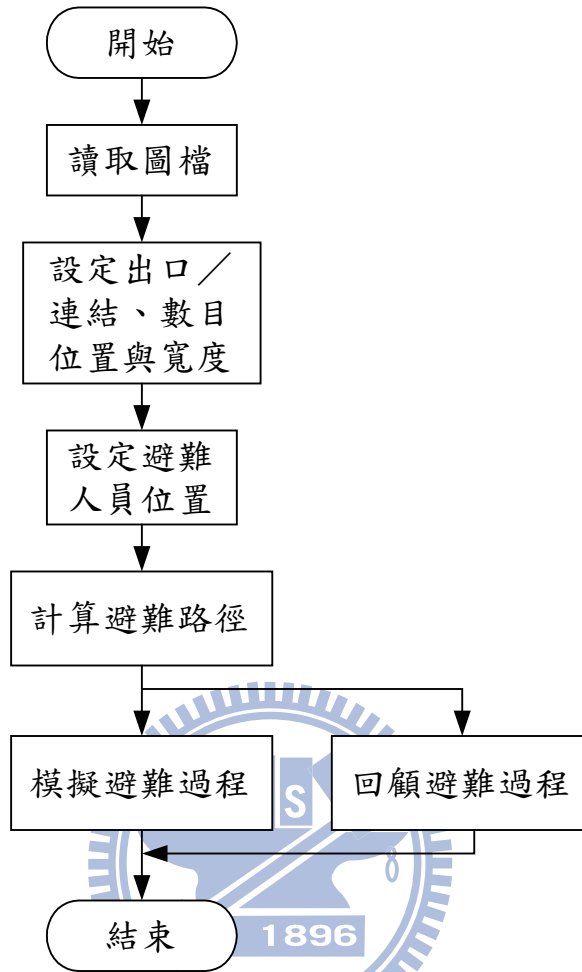 開始
讀取圖檔
設定出口／
連結、數目
位置與寬度
設定避難
人員位置
計算避難路徑
模擬避難過程
回顧避難過程
S
結束
1896